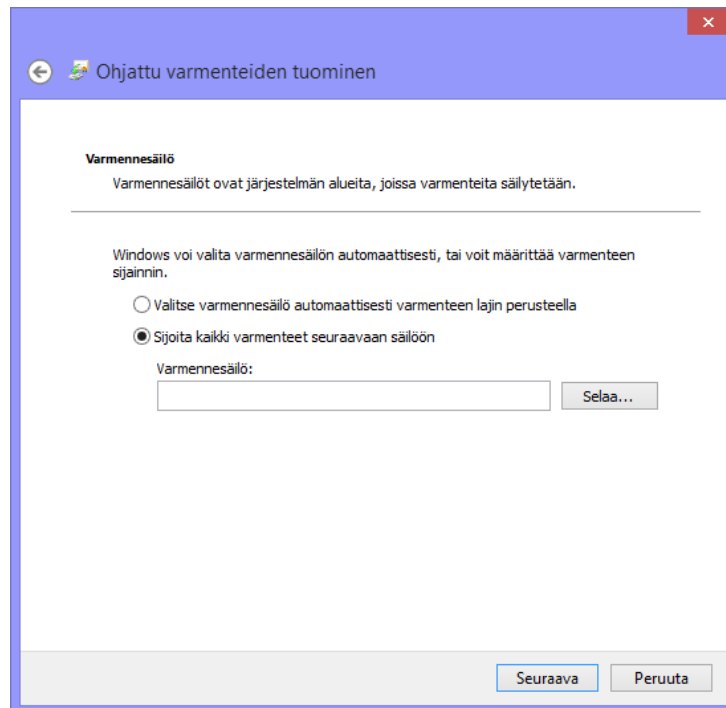 Ohjattu varmenteiden tuominen
Varmennesäilö
Varmennesäilöt ovat järjestelmän alueita, joissa varmenteita säilytetään.
Windows voi valita varmennesäilön automaattisesti, tai voit määrittää varmenteen
sijainnin.
Valitse varmennesäilö automaattisesti varmenteen lajin perusteella
Sijoita kaikki varmenteet seuraavaan säilöön
Varmennesäilö:
Selaa...
Seuraava Peruuta